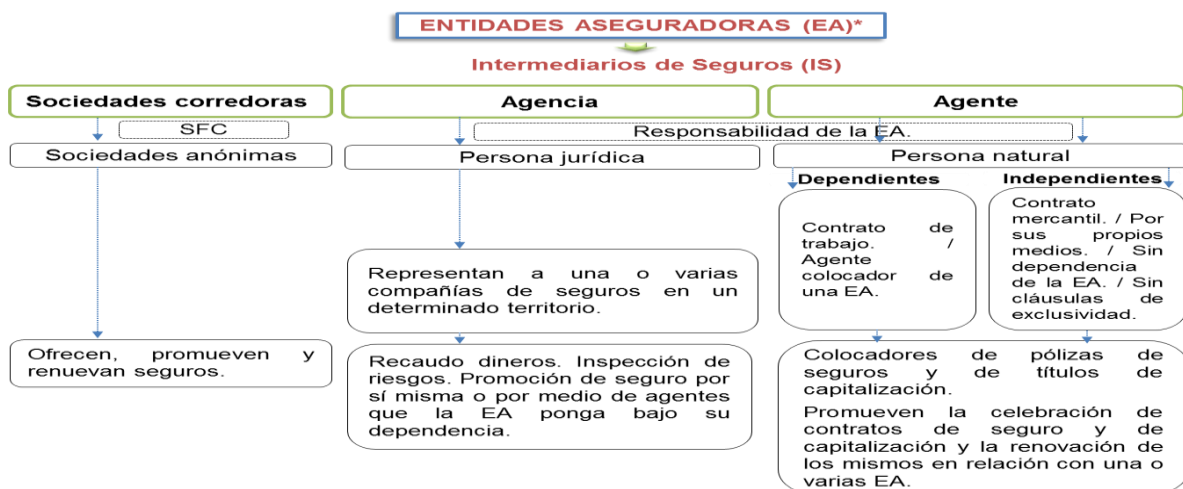 ENTIDADES ASEGURADORAS (EA)*
Intermediarios de Seguros (IS)
Sociedades corredoras
SFC
Sociedades anónimas
Ofrecen, promueven y
renuevan seguros.
Agencia
Responsabilidad de la EA.
Persona jurídica
Representan a una o varias
compañías de seguros en un
determinado territorio.
Recaudo dineros. Inspección de
riesgos. Promoción de seguro por
sí misma o por medio de agentes
que la EA ponga bajo su
dependencia.
Agente
Persona natural
Dependientes
Contrato de
trabajo. /
Agente
colocador de
una EA.
Independientes
Contrato
mercantil. / Por
sus propios
medios. / Sin
dependencia
de la EA. / Sin
cláusulas de
exclusividad.
Colocadores de pólizas de
seguros y de títulos de
capitalización.
Promueven la celebración de
contratos de seguro y de
capitalización y la renovación de
los mismos en relación con una o
varias EA.